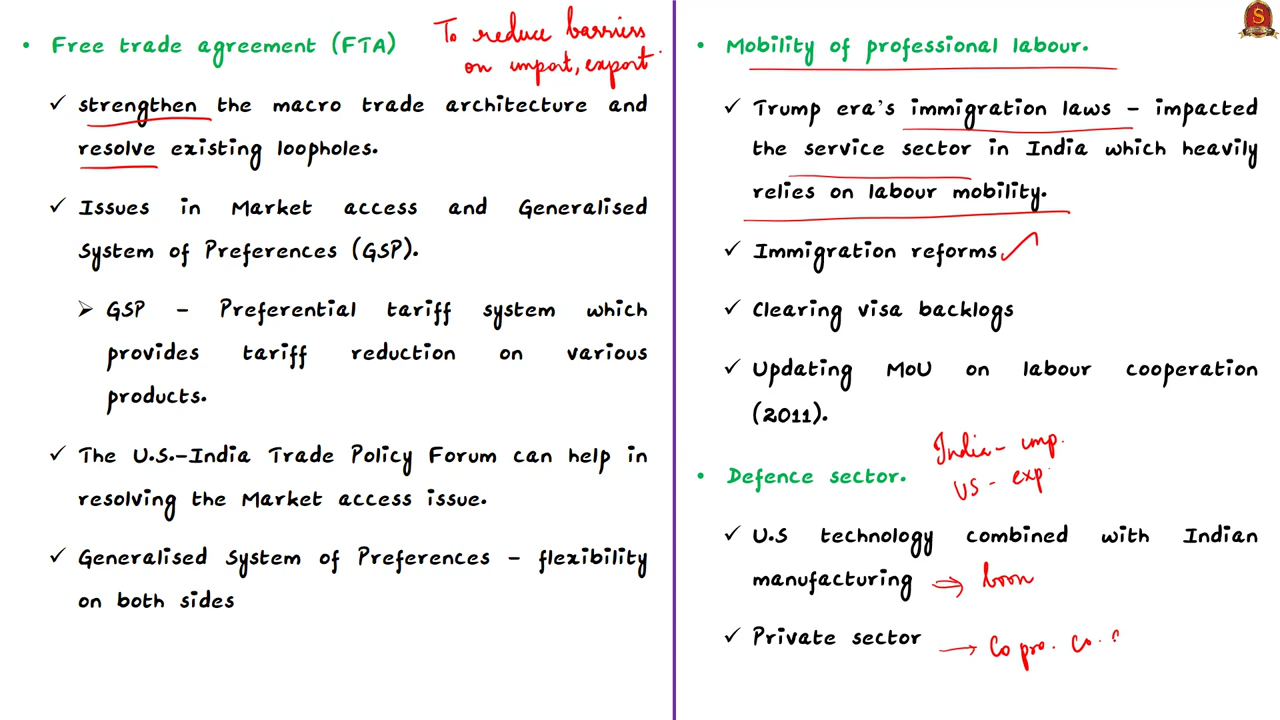 • Free trade agreement (FTA)
To reduce barriers
on import, export
✓ strengthen the macro trade architecture and
resolve existing loopholes.
✓ Issues in Market access and Generalised
System of Preferences (GSP).
➢ GSP – Preferential tariff system which
provides tariff reduction on various
products.
✓ The U.S.-India Trade Policy Forum can help in
resolving the Market access issue.
✓ Generalised System of Preferences – flexibility
on both sides
• Mobility of professional labour.
✓ Trump era's immigration laws – impacted
the service sector in India which heavily
relies on labour mobility.
✓ Immigration reforms ✓
✓ Clearing visa backlogs
✓ Updating MoU on labour cooperation
(2011).
India - imp.
US - exp.
• Defence sector.
✓ U.S technology combined with Indian
manufacturing ⇒ boon
✓ Private sector → Co pro. Co.
S